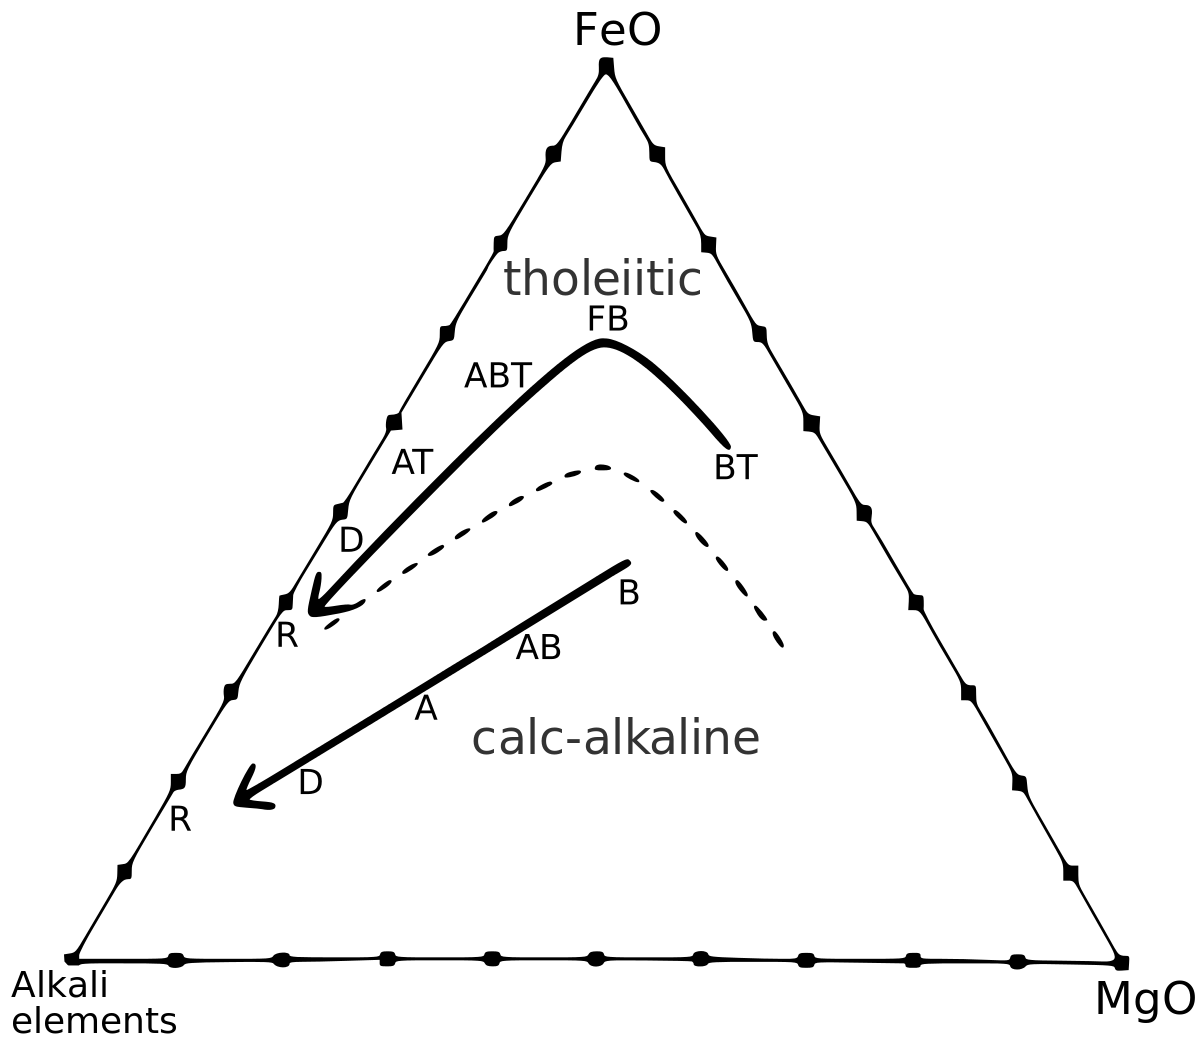 FeO
tholeiitic
FB
ABT
AT
BT
D
R
B
AB
A
calc-alkaline
D
R
Alkali
elements
MgO